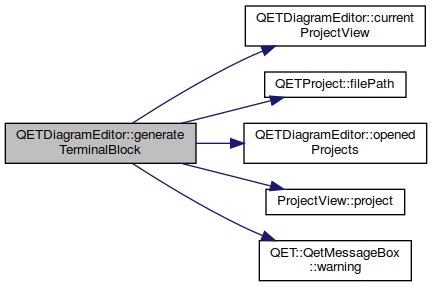 QETDiagramEditor::current
ProjectView
QETProject::filePath
QETDiagramEditor::generate
TerminalBlock
QETDiagramEditor::opened
Projects
ProjectView::project
QET::QetMessageBox
::warning